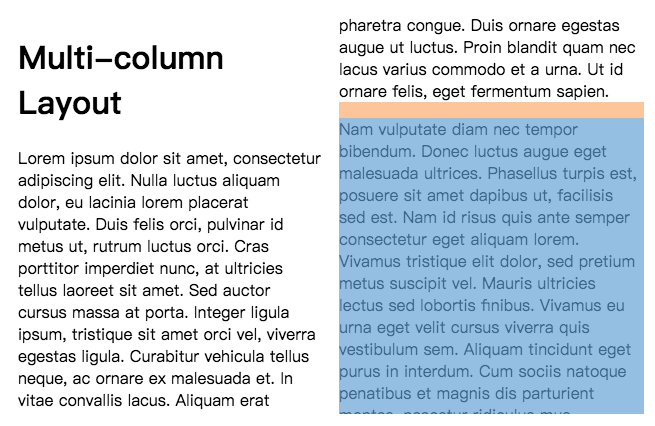 Multi-column
Layout
Lorem ipsum dolor sit amet, consectetur
adipiscing elit. Nulla luctus aliquam
dolor, eu lacinia lorem placerat
vulputate. Duis felis orci, pulvinar id
metus ut, rutrum luctus orci. Cras
porttitor imperdiet nunc, at ultricies
tellus laoreet sit amet. Sed auctor
cursus massa at porta. Integer ligula
ipsum, tristique sit amet orci vel, viverra
egestas ligula. Curabitur vehicula tellus
neque, ac ornare ex malesuada et. In
vitae convallis lacus. Aliquam erat
pharetra congue. Duis ornare egestas
augue ut luctus. Proin blandit quam nec
lacus varius commodo et a urna. Ut id
ornare felis, eget fermentum sapien.
Nam vulputate diam nec tempor
bibendum. Donec luctus augue eget
malesuada ultrices. Phasellus turpis est,
posuere sit amet dapibus ut, facilisis
sed est. Nam id risus quis ante semper
consectetur eget aliquam lorem.
Vivamus tristique elit dolor, sed pretium
metus suscipit vel. Mauris ultricies
lectus sed lobortis finibus. Vivamus eu
urna eget velit cursus viverra quis
vestibulum sem. Aliquam tincidunt eget
purus in interdum. Cum sociis natoque
penatibus et magnis dis parturient